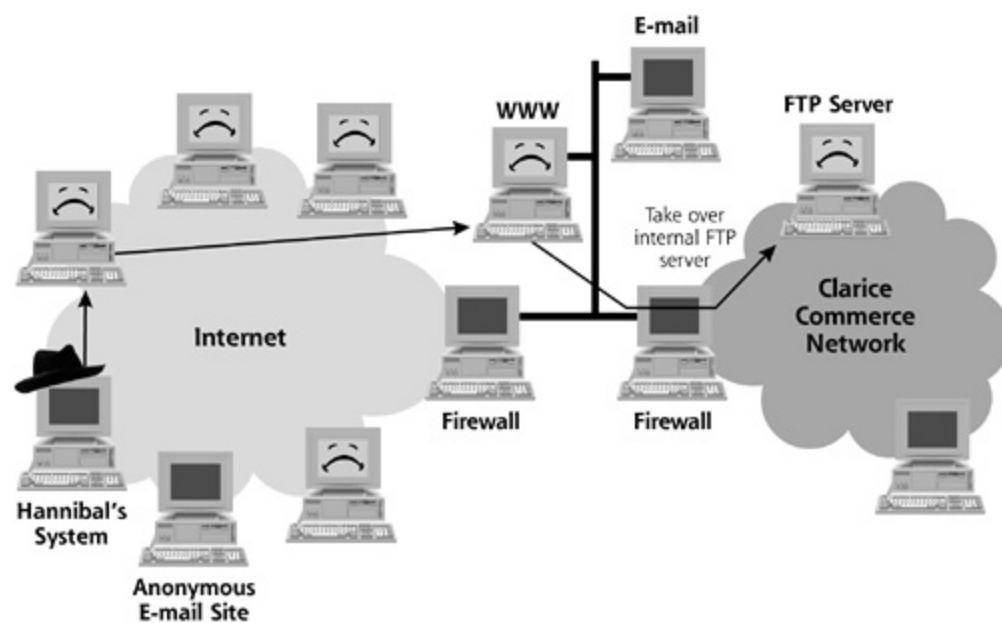 E-mail
WWW
FTP Server
Take over
internal FTP
server
Internet
Clarice
Commerce
Network
Firewall
Firewall
Hannibal's
System
Anonymous
E-mail Site